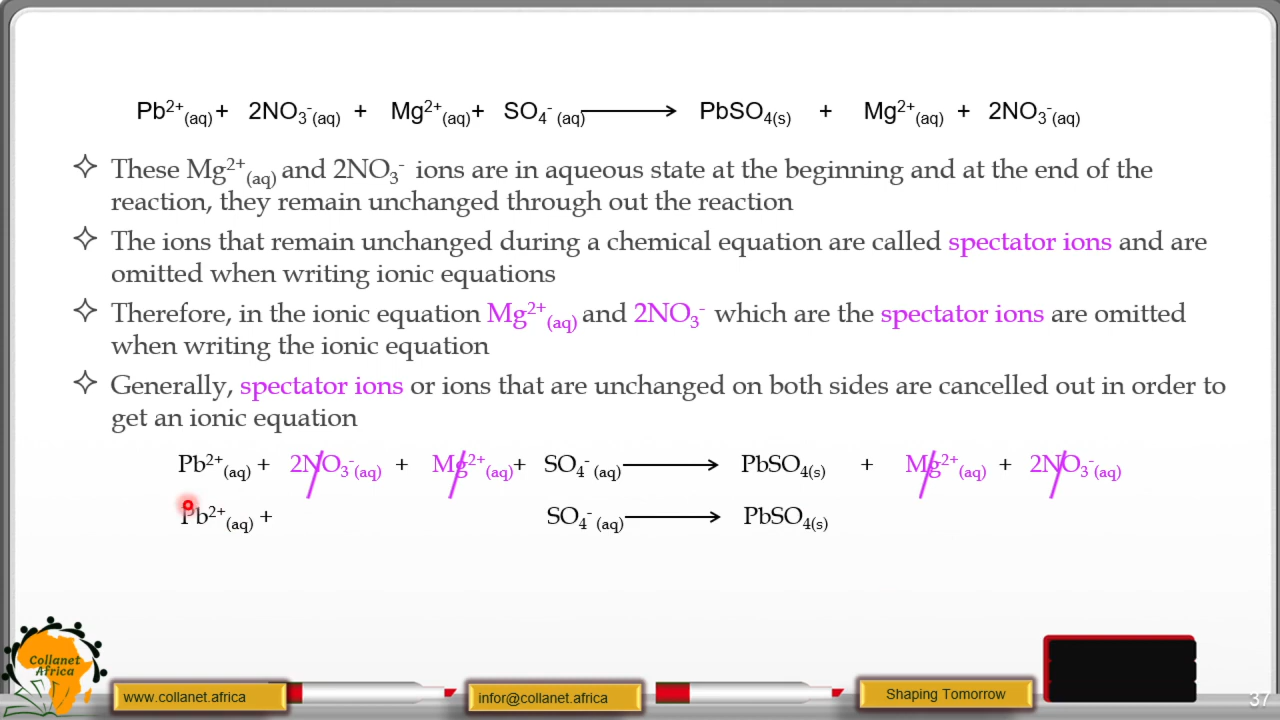 Pb²⁺(aq) + 2NO₃⁻(aq) + Mg²⁺(aq) + SO₄⁻(aq) ⟶ PbSO₄(s) + Mg²⁺(aq) + 2NO₃⁻(aq)
✧ These Mg²⁺(aq) and 2NO₃⁻ ions are in aqueous state at the beginning and at the end of the
reaction, they remain unchanged through out the reaction
✧ The ions that remain unchanged during a chemical equation are called spectator ions and are
omitted when writing ionic equations
✧ Therefore, in the ionic equation Mg²⁺(aq) and 2NO₃⁻ which are the spectator ions are omitted
when writing the ionic equation
✧ Generally, spectator ions or ions that are unchanged on both sides are cancelled out in order to
get an ionic equation
Pb²⁺(aq) + 2NO₃⁻(aq) + Mg²⁺(aq) + SO₄⁻(aq) ⟶ PbSO₄(s) + Mg²⁺(aq) + 2NO₃⁻(aq)
Pb²⁺(aq) + SO₄⁻(aq) ⟶ PbSO₄(s)
Collanet
Africa
www.collanet.africa
infor@collanet.africa
Shaping Tomorrow
37